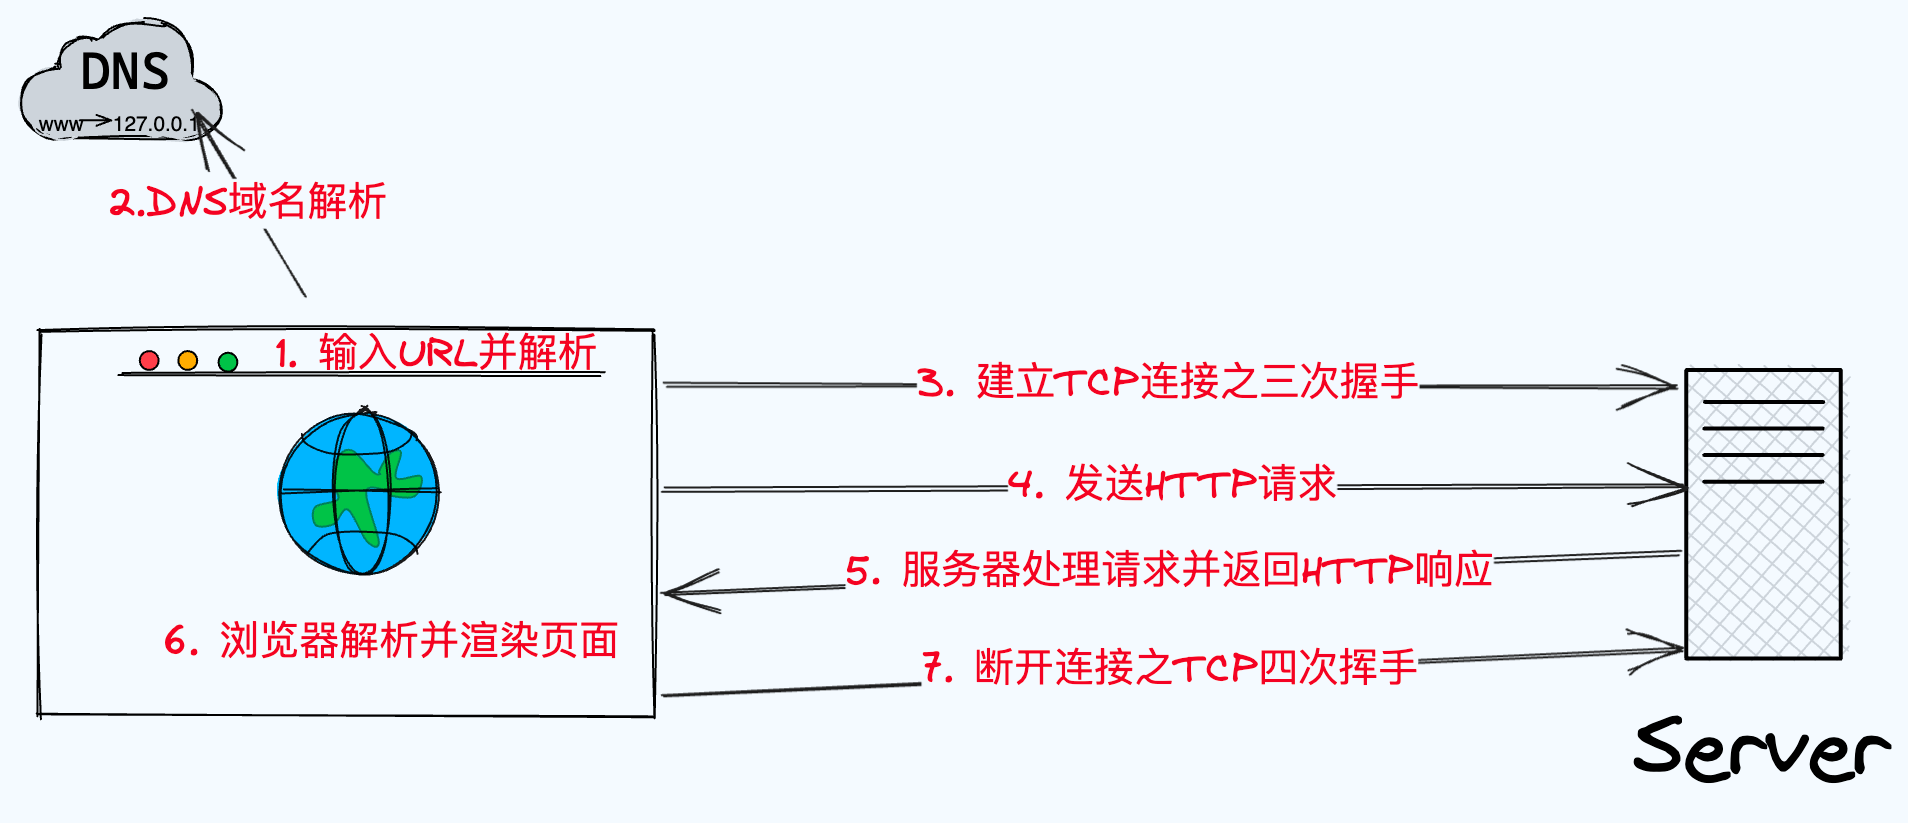 DNS
www→127.0.0.1
2.DNS域名解析
1. 输入URL并解析
3. 建立TCP连接之三次握手
4. 发送HTTP请求
5. 服务器处理请求并返回HTTP响应
6. 浏览器解析并渲染页面
7. 断开连接之TCP四次挥手
Server